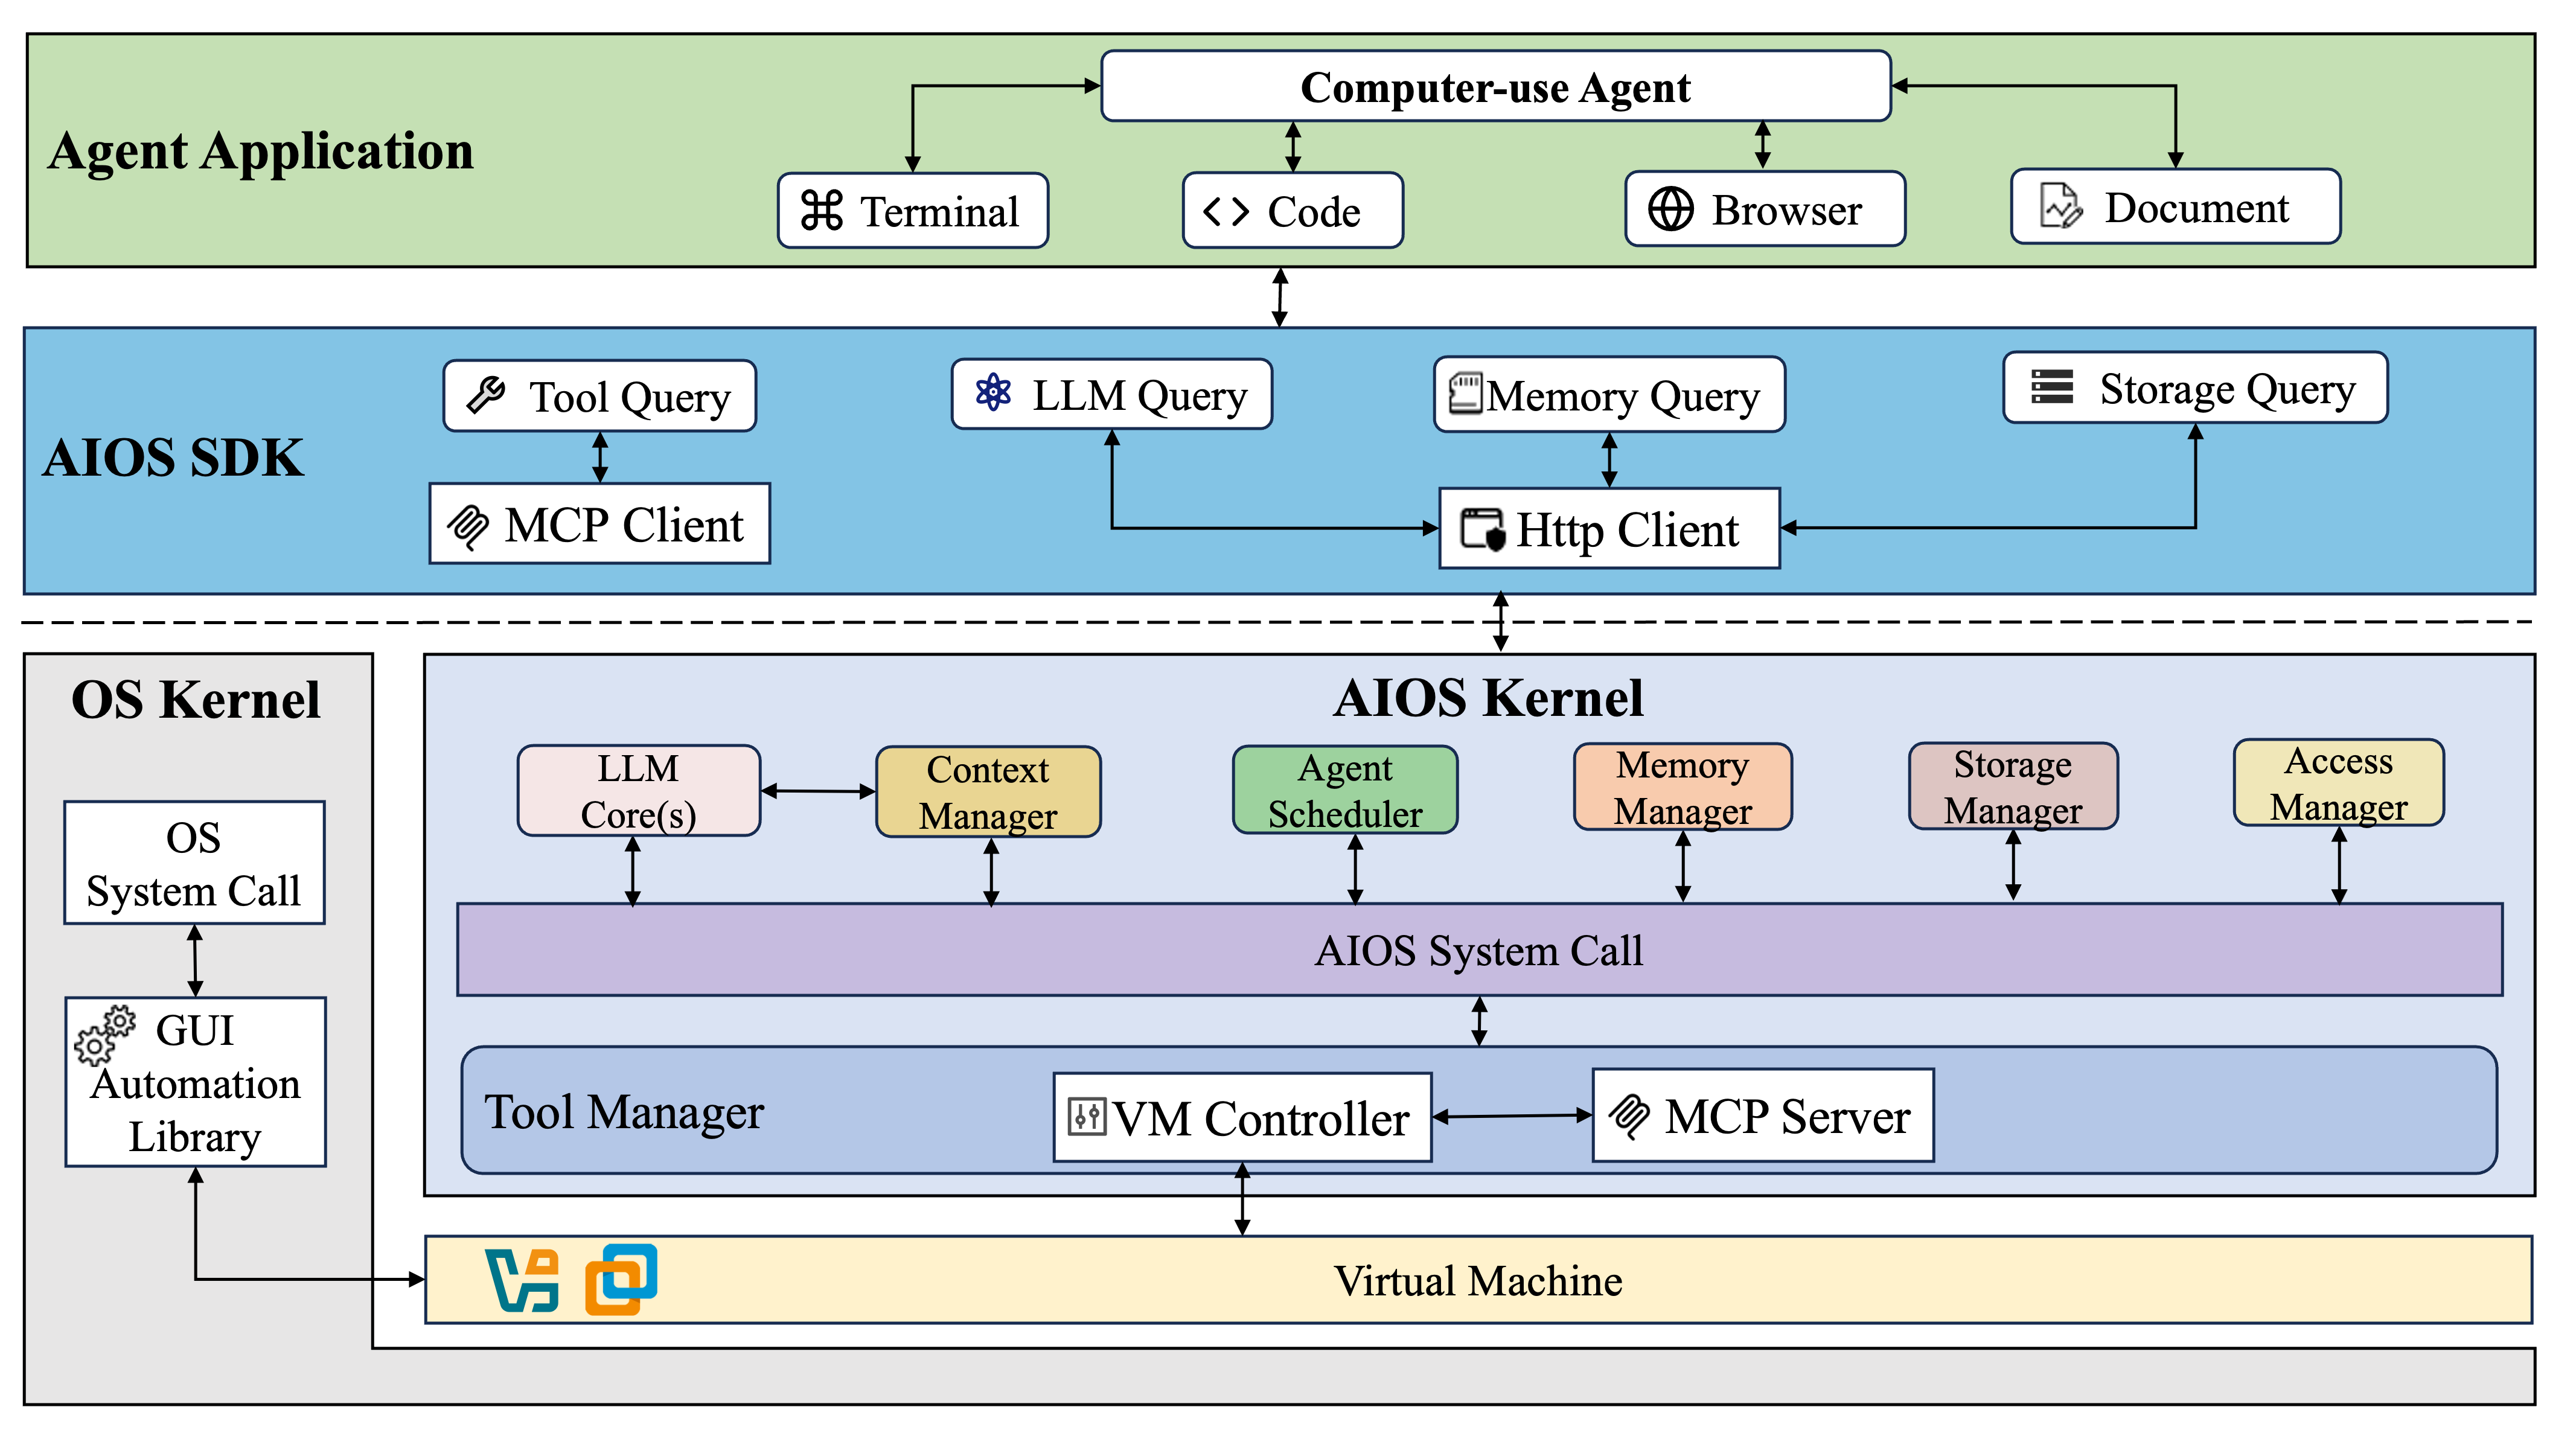 Computer-use Agent
Agent Application
Terminal
Code
Browser
Document
Tool Query
LLM Query
Memory Query
Storage Query
AIOS SDK
MCP Client
Http Client
OS Kernel
OS
System Call
GUI
Automation
Library
AIOS Kernel
LLM
Core(s)
Context
Manager
Agent
Scheduler
Memory
Manager
Storage
Manager
Access
Manager
AIOS System Call
Tool Manager
VM Controller
MCP Server
Virtual Machine